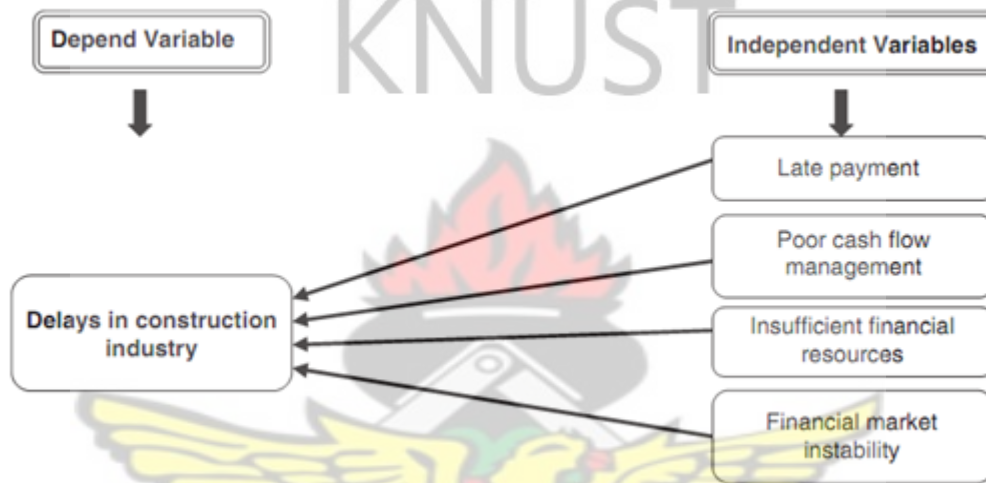 KNUST
Depend Variable
Independent Variables
Late payment
Poor cash flow
management
Delays in construction
industry
Insufficient financial
resources
Financial market
instability